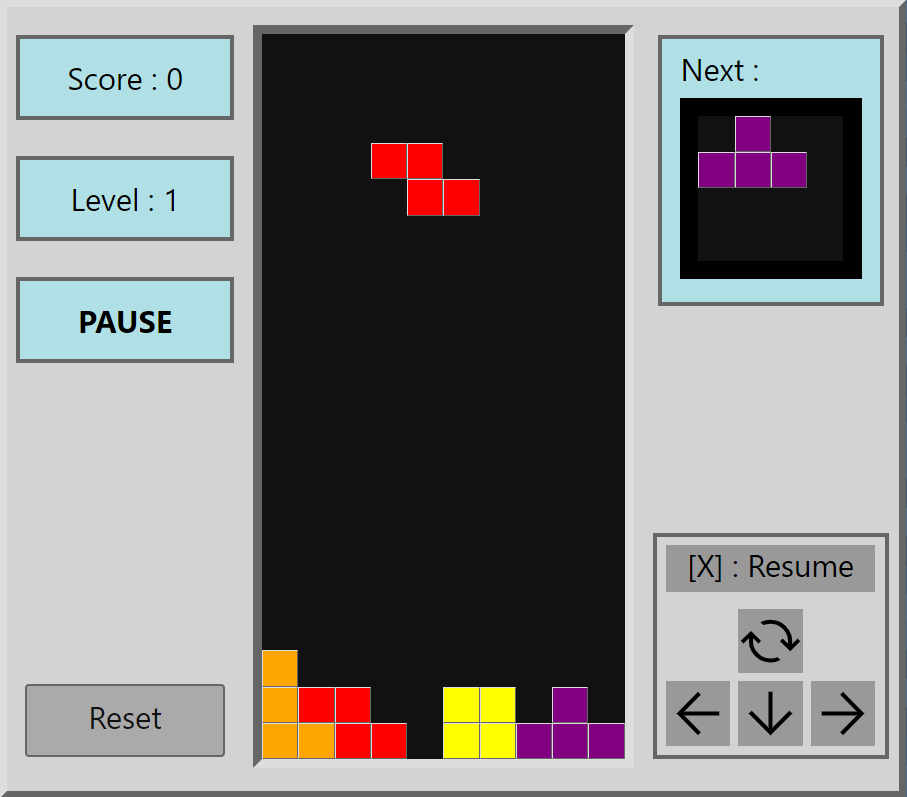 Score : 0
Level : 1
PAUSE
Reset
Next :
[X] : Resume